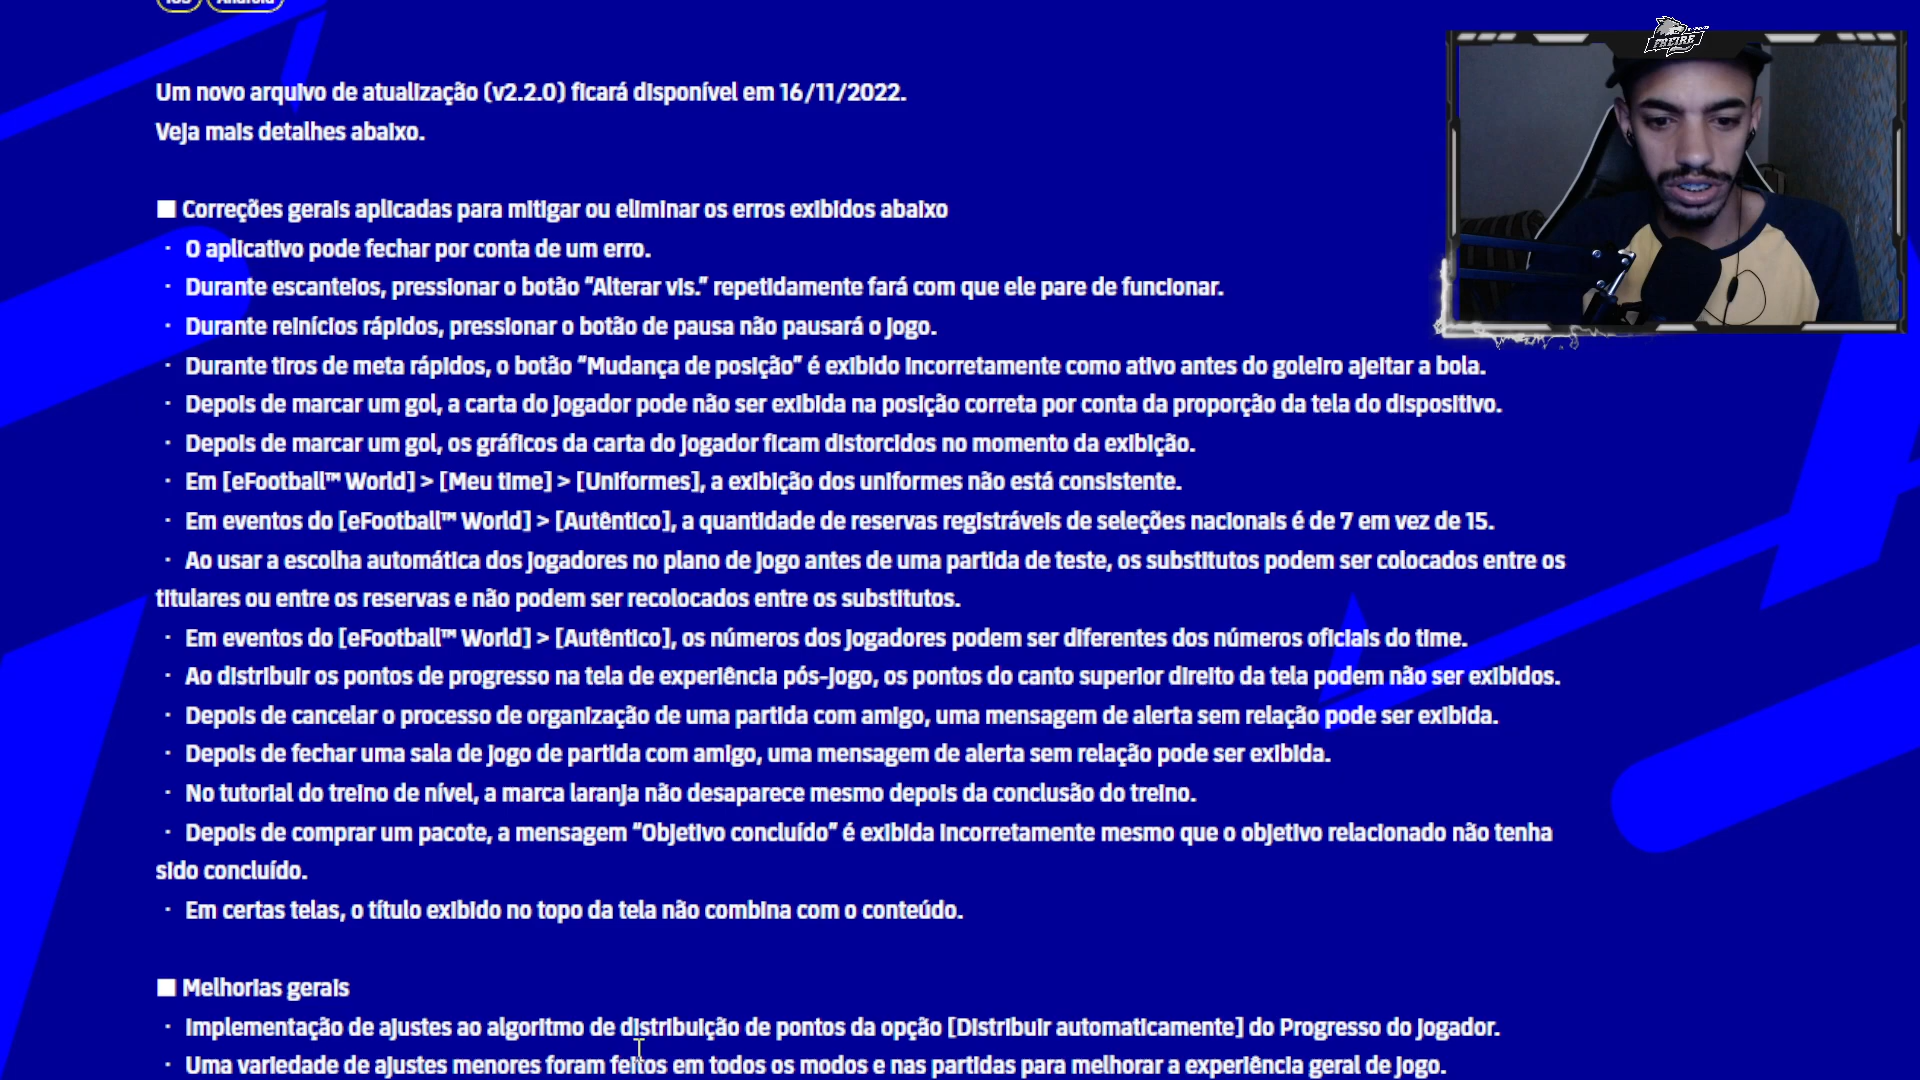 iOS Android
FREIRE
Um novo arquivo de atualização (v2.2.0) ficará disponível em 16/11/2022.
Veja mais detalhes abaixo.
■ Correções gerais aplicadas para mitigar ou eliminar os erros exibidos abaixo
・ O aplicativo pode fechar por conta de um erro.
・ Durante escanteios, pressionar o botão “Alterar vis.” repetidamente fará com que ele pare de funcionar.
・ Durante reinícios rápidos, pressionar o botão de pausa não pausará o jogo.
・ Durante tiros de meta rápidos, o botão “Mudança de posição” é exibido incorretamente como ativo antes do goleiro ajeitar a bola.
・ Depois de marcar um gol, a carta do jogador pode não ser exibida na posição correta por conta da proporção da tela do dispositivo.
・ Depois de marcar um gol, os gráficos da carta do jogador ficam distorcidos no momento da exibição.
・ Em [eFootball™ World] > [Meu time] > [Uniformes], a exibição dos uniformes não está consistente.
・ Em eventos do [eFootball™ World] > [Autêntico], a quantidade de reservas registráveis de seleções nacionais é de 7 em vez de 15.
・ Ao usar a escolha automática dos jogadores no plano de jogo antes de uma partida de teste, os substitutos podem ser colocados entre os
titulares ou entre os reservas e não podem ser recolocados entre os substitutos.
・ Em eventos do [eFootball™ World] > [Autêntico], os números dos jogadores podem ser diferentes dos números oficiais do time.
・ Ao distribuir os pontos de progresso na tela de experiência pós-jogo, os pontos do canto superior direito da tela podem não ser exibidos.
・ Depois de cancelar o processo de organização de uma partida com amigo, uma mensagem de alerta sem relação pode ser exibida.
・ Depois de fechar uma sala de jogo de partida com amigo, uma mensagem de alerta sem relação pode ser exibida.
・ No tutorial do treino de nível, a marca laranja não desaparece mesmo depois da conclusão do treino.
・ Depois de comprar um pacote, a mensagem “Objetivo concluído” é exibida incorretamente mesmo que o objetivo relacionado não tenha
sido concluído.
・ Em certas telas, o título exibido no topo da tela não combina com o conteúdo.
■ Melhorias gerais
・ Implementação de ajustes ao algoritmo de distribuição de pontos da opção [Distribuir automaticamente] do Progresso do jogador.
・ Uma variedade de ajustes menores foram feitos em todos os modos e nas partidas para melhorar a experiência geral de jogo.